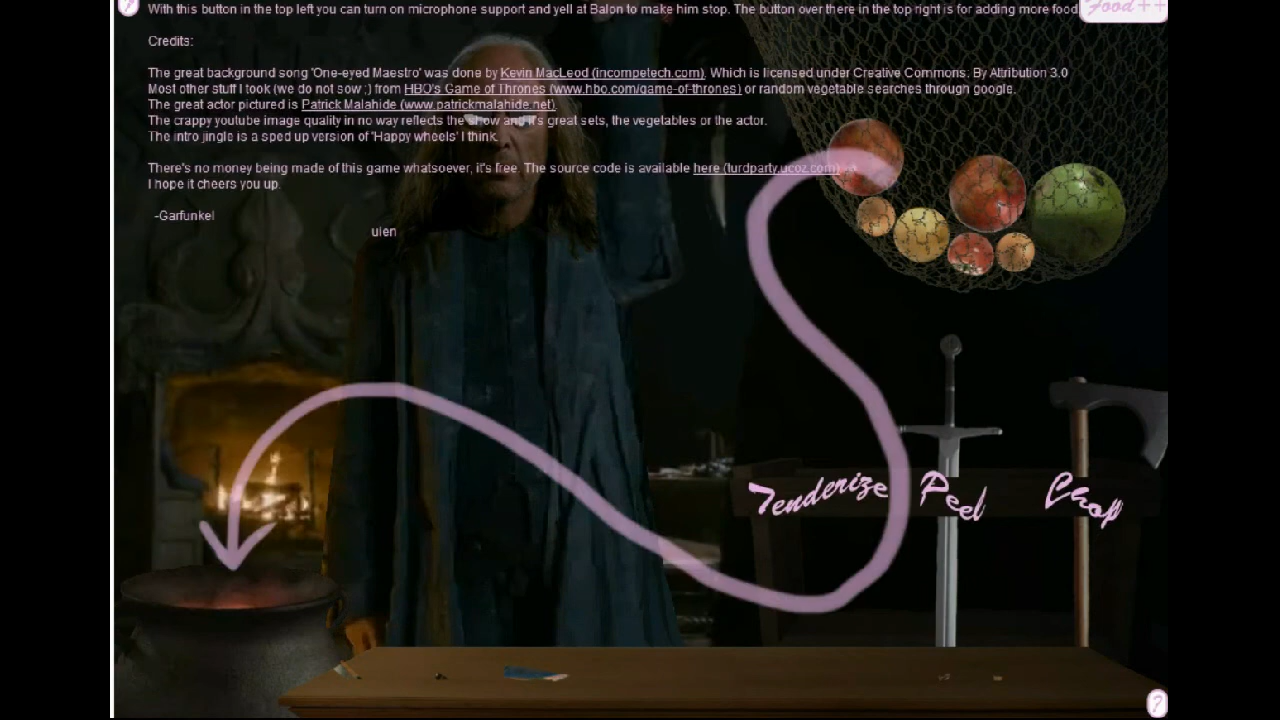 With this button in the top left you can turn on microphone support and yell at Balon to make him stop. The button over there in the top right is for adding more food
Food++
Credits:
The great background song 'One-eyed Maestro' was done by Kevin MacLeod (incompetech.com), Which is licensed under Creative Commons: By Attribution 3.0
Most other stuff I took (we do not sow ;) from HBO's Game of Thrones (www.hbo.com/game-of-thrones) or random vegetable searches through google.
The great actor pictured is Patrick Malahide (www.patrickmalahide.net).
The crappy youtube image quality in no way reflects the show and it's great sets, the vegetables or the actor.
The intro jingle is a sped up version of 'Happy wheels' I think.
There's no money being made of this game whatsoever, it's free. The source code is available here (turdparty.ucoz.com)
I hope it cheers you up.
-Garfunkel
uien
Tenderize Peel Chop
?